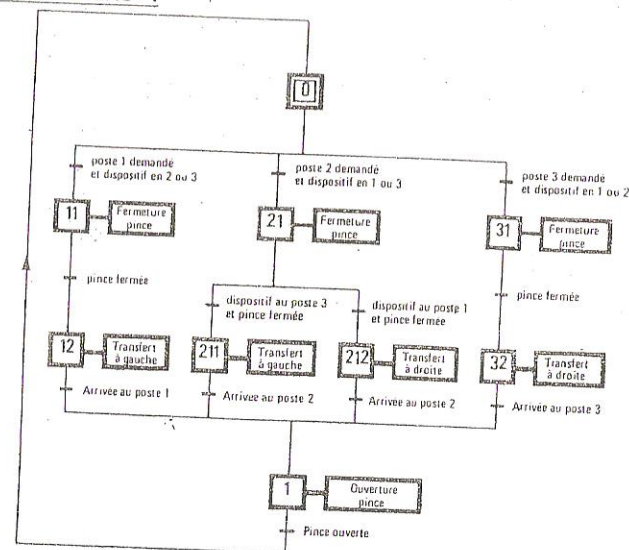 0
poste 1 demandé
et dispositif en 2 ou 3
poste 2 demandé
et dispositif en 1 ou 3
poste 3 demandé
et dispositif en 1 ou 2
11
Fermeture
pince
21
Fermeture
pince
31
Fermeture
pince
pince fermée
dispositif au poste 3
et pince fermée
dispositif au poste 1
et pince fermée
pince fermée
12
Transfert
à gauche
211
Transfert
à gauche
212
Transfert
à droite
32
Transfert
à droite
Arrivée au poste 1
Arrivée au poste 2
Arrivée au poste 2
Arrivée au poste 3
1
Ouverture
pince
Pince ouverte